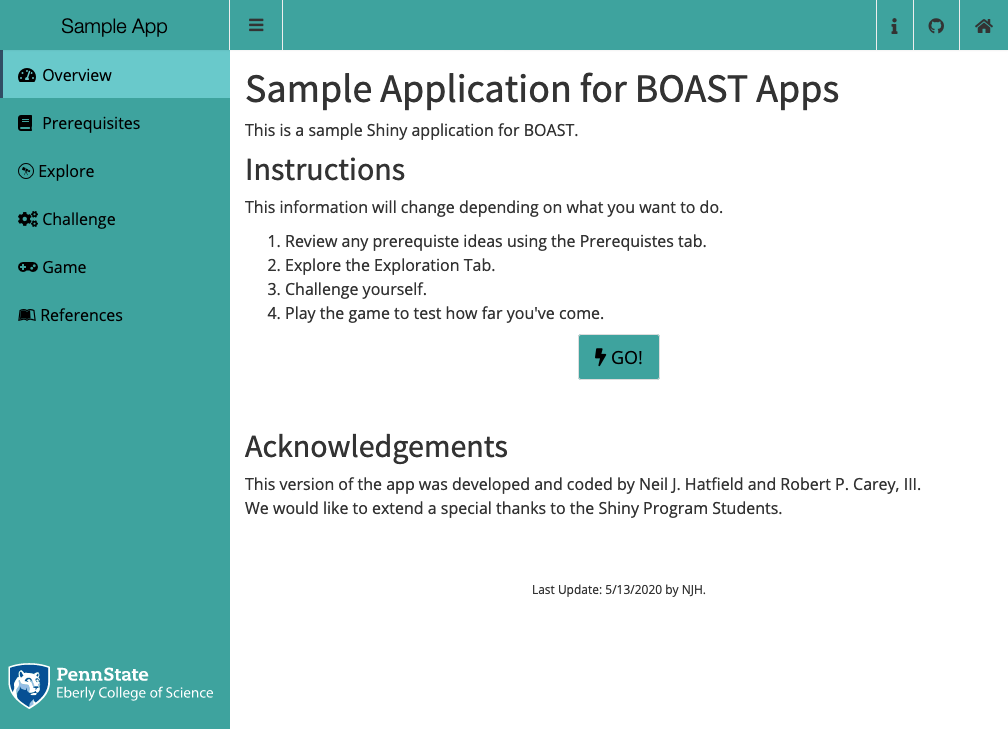 Sample App
Overview
Prerequisites
Explore
Challenge
Game
References
PennState
Eberly College of Science
Sample Application for BOAST Apps
This is a sample Shiny application for BOAST.
Instructions
This information will change depending on what you want to do.
1. Review any prerequiste ideas using the Prerequistes tab.
2. Explore the Exploration Tab.
3. Challenge yourself.
4. Play the game to test how far you've come.
GO!
Acknowledgements
This version of the app was developed and coded by Neil J. Hatfield and Robert P. Carey, III.
We would like to extend a special thanks to the Shiny Program Students.
Last Update: 5/13/2020 by NJH.